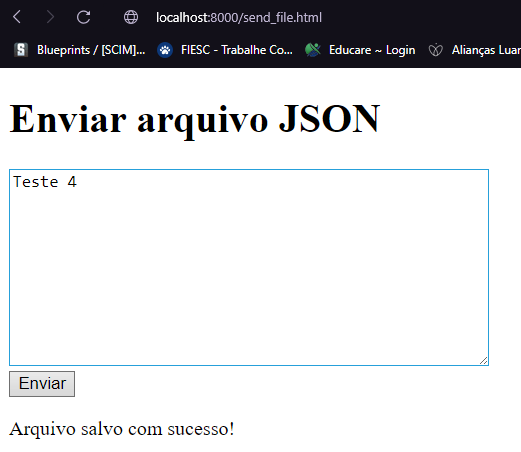 localhost:8000/send_file.html
Blueprints / [SCIM]... FIESC - Trabalhe Co... Educare ~ Login Alianças Luar
Enviar arquivo JSON
Teste 4
Enviar
Arquivo salvo com sucesso!